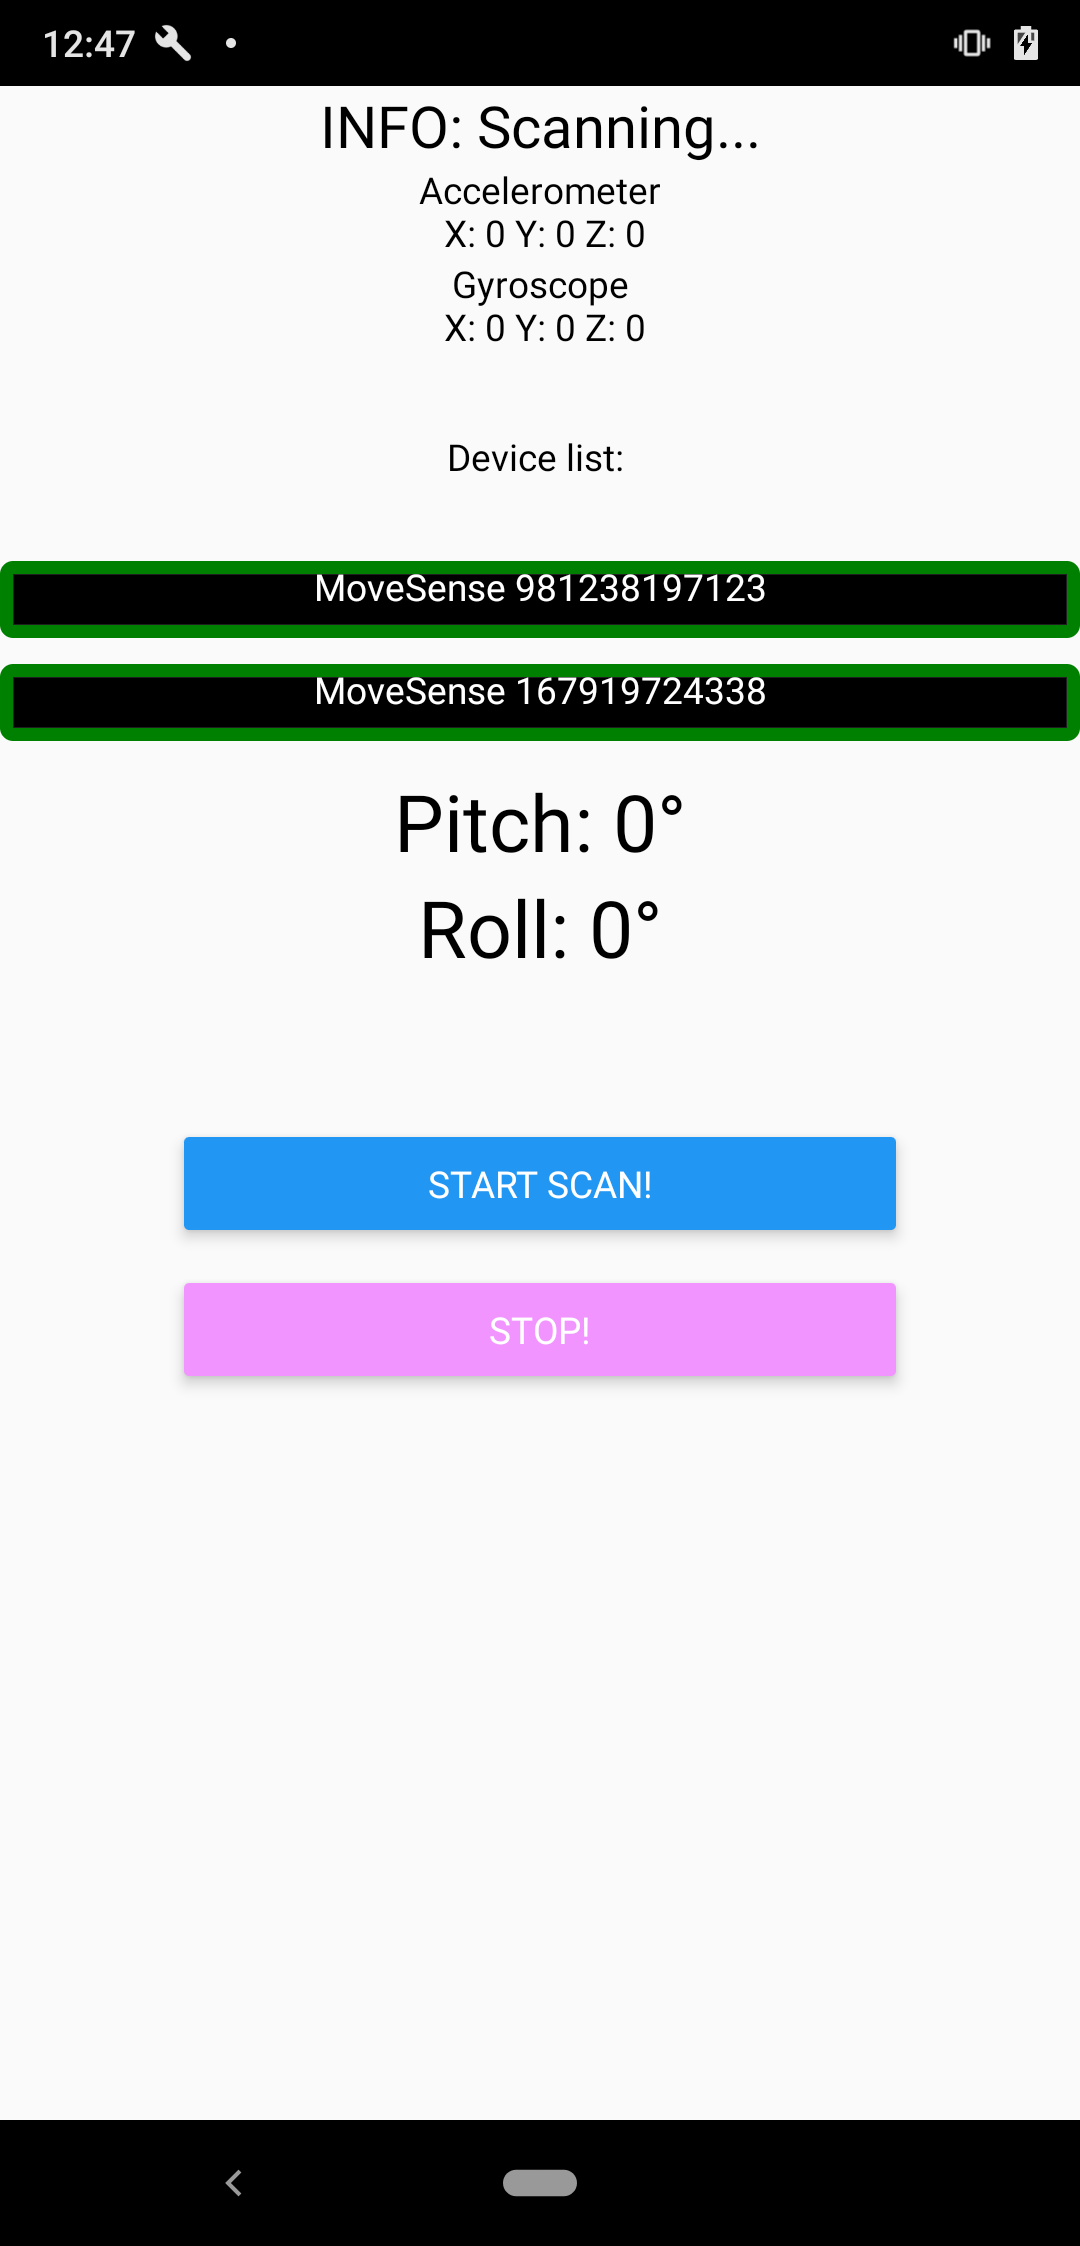 12:47
INFO: Scanning...
Accelerometer
X: 0 Y: 0 Z: 0
Gyroscope
X: 0 Y: 0 Z: 0
Device list:
MoveSense 981238197123
MoveSense 167919724338
Pitch: 0°
Roll: 0°
START SCAN!
STOP!